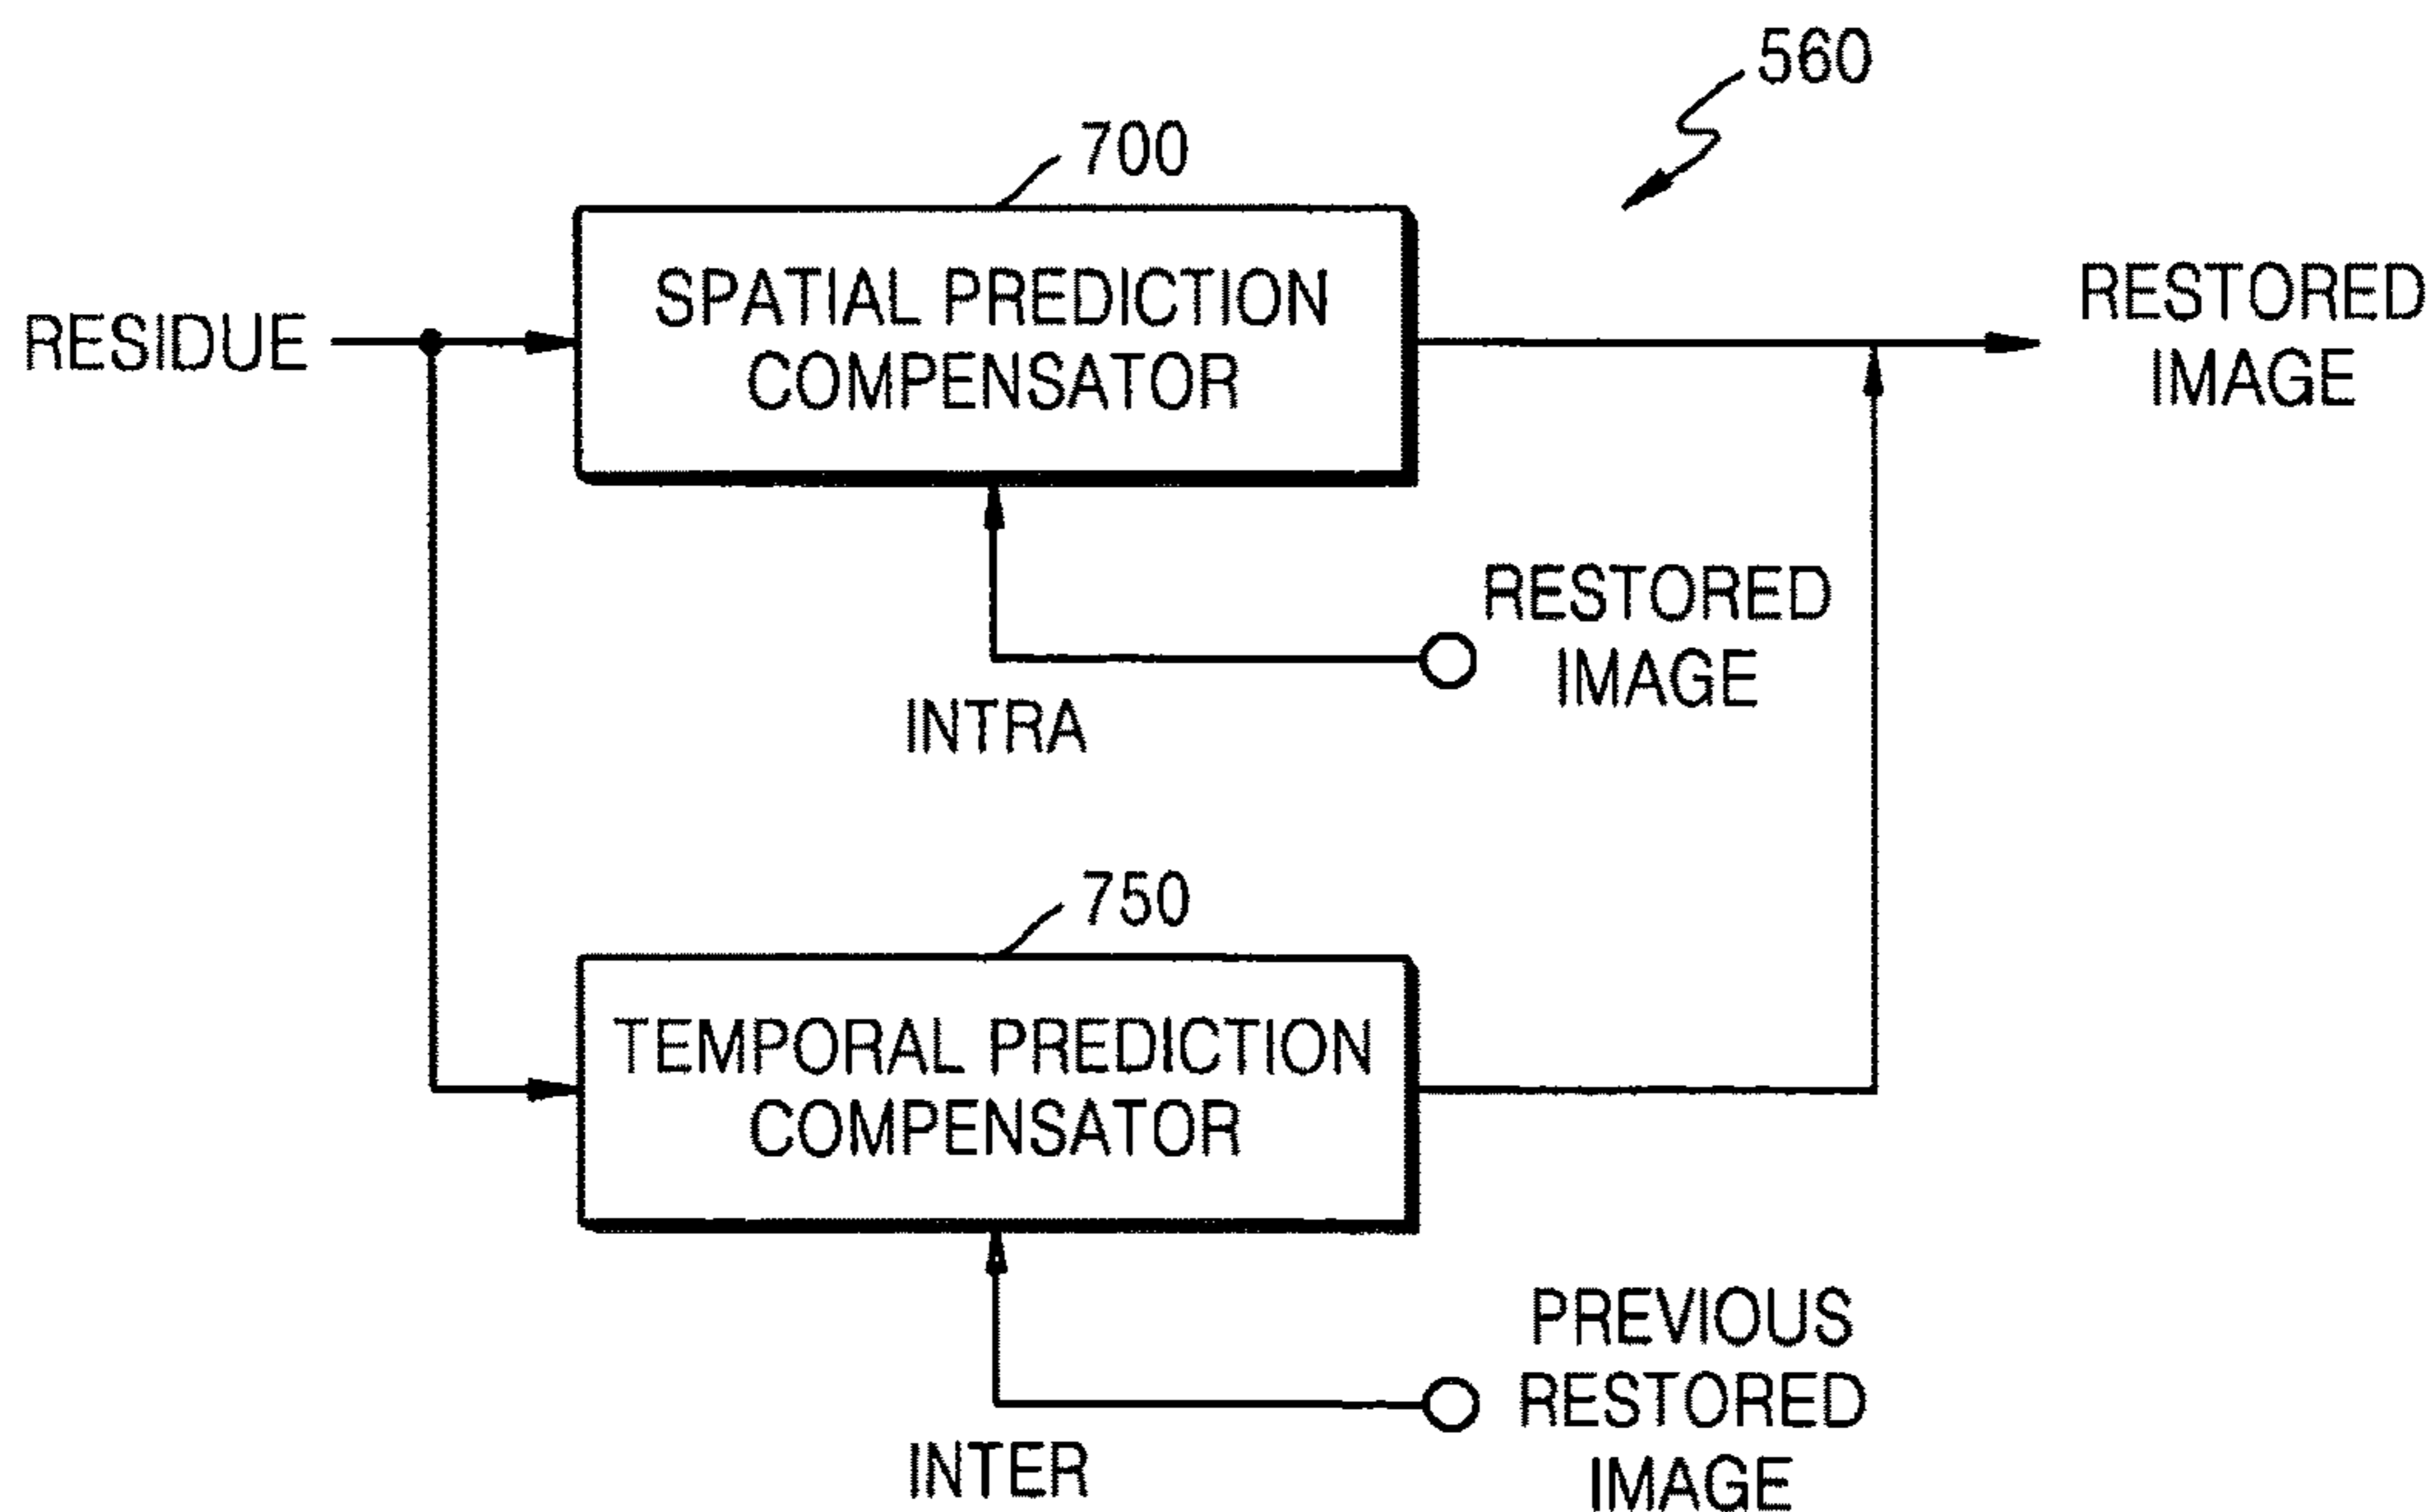 560
700
SPATIAL PREDICTION
COMPENSATOR
RESIDUE
RESTORED
IMAGE
RESTORED
IMAGE
INTRA
750
TEMPORAL PREDICTION
COMPENSATOR
PREVIOUS
RESTORED
IMAGE
INTER